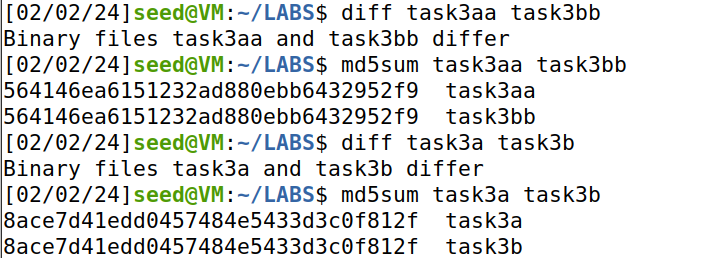 [02/02/24]seed@VM:~/LABS$ diff task3aa task3bb
Binary files task3aa and task3bb differ
[02/02/24]seed@VM:~/LABS$ md5sum task3aa task3bb
564146ea6151232ad880ebb6432952f9  task3aa
564146ea6151232ad880ebb6432952f9  task3bb
[02/02/24]seed@VM:~/LABS$ diff task3a task3b
Binary files task3a and task3b differ
[02/02/24]seed@VM:~/LABS$ md5sum task3a task3b
8ace7d41edd0457484e5433d3c0f812f  task3a
8ace7d41edd0457484e5433d3c0f812f  task3b